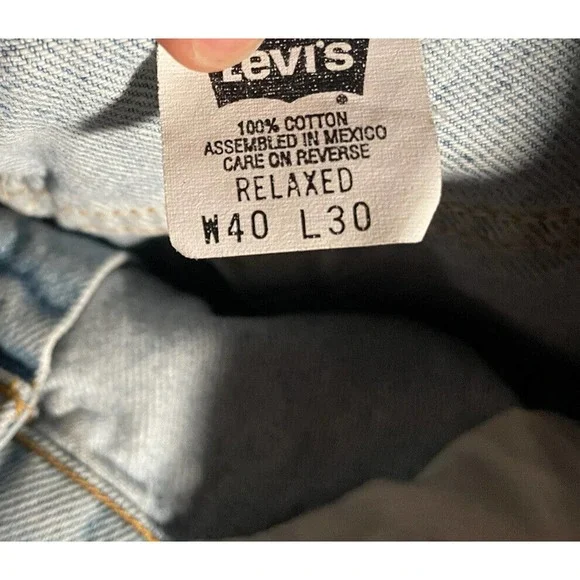 Levi's
®
100% COTTON
ASSEMBLED IN MEXICO
CARE ON REVERSE
RELAXED
W40 L30